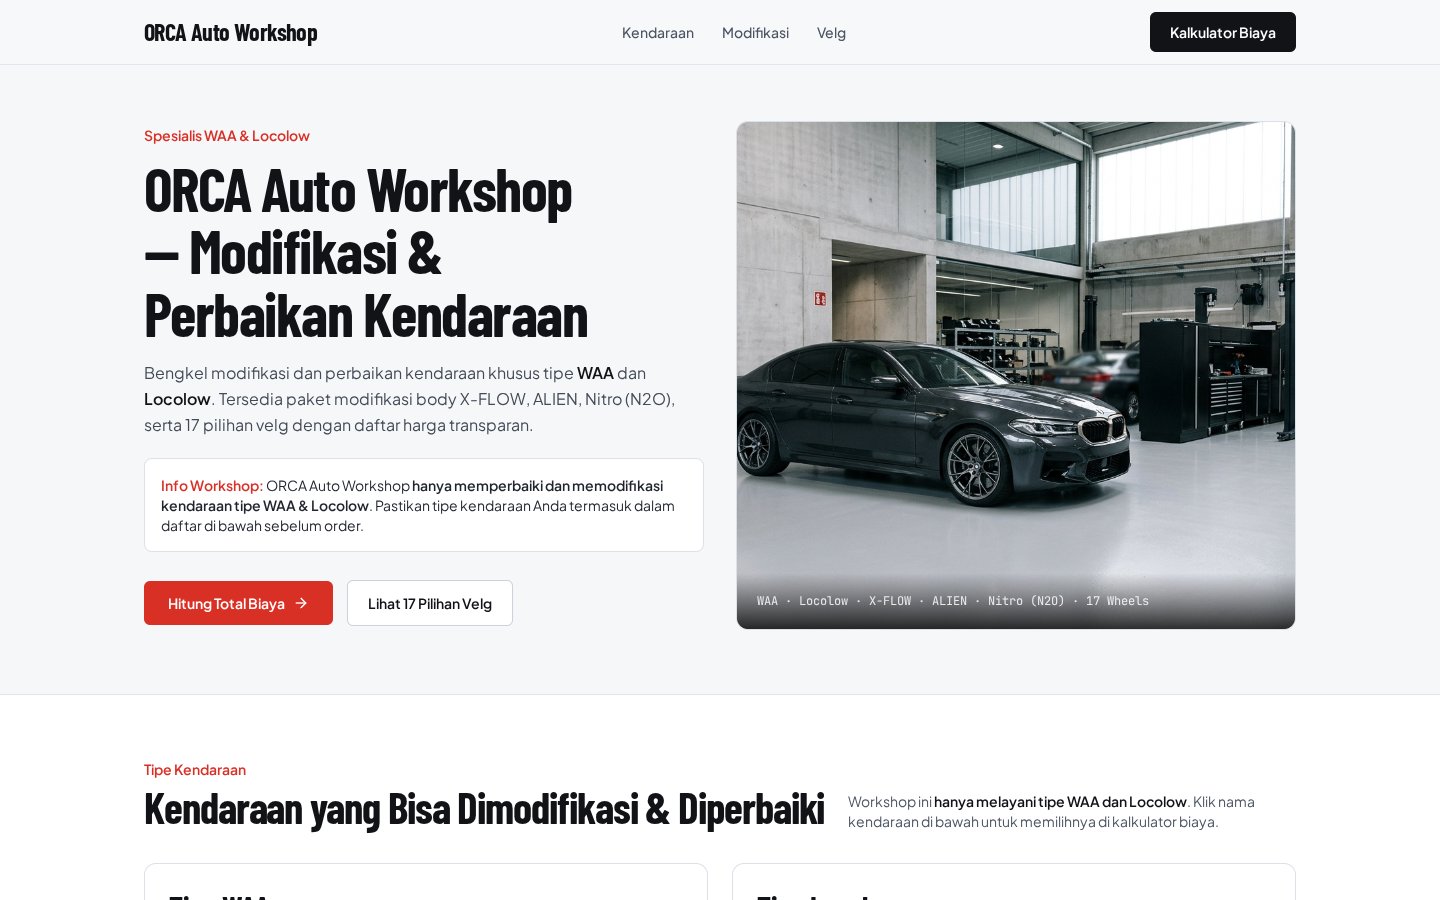 ORCA Auto Workshop
Kendaraan
Modifikasi
Velg
Kalkulator Biaya
Spesialis WAA & Locolow
ORCA Auto Workshop
— Modifikasi &
Perbaikan Kendaraan
Bengkel modifikasi dan perbaikan kendaraan khusus tipe WAA dan
Locolow. Tersedia paket modifikasi body X-FLOW, ALIEN, Nitro (N2O),
serta 17 pilihan velg dengan daftar harga transparan.
Info Workshop: ORCA Auto Workshop hanya memperbaiki dan memodifikasi
kendaraan tipe WAA & Locolow. Pastikan tipe kendaraan Anda termasuk dalam
daftar di bawah sebelum order.
Hitung Total Biaya →
Lihat 17 Pilihan Velg
WAA · Locolow · X-FLOW · ALIEN · Nitro (N2O) · 17 Wheels
Tipe Kendaraan
Kendaraan yang Bisa Dimodifikasi & Diperbaiki
Workshop ini hanya melayani tipe WAA dan Locolow. Klik nama
kendaraan di bawah untuk memilihnya di kalkulator biaya.